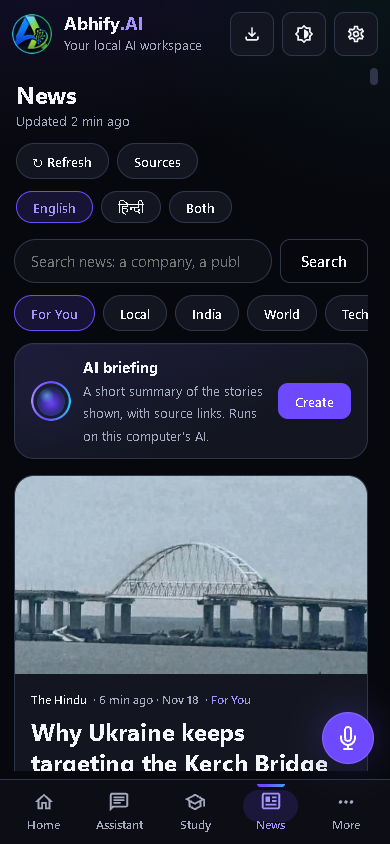 Abhify.AI
Your local AI workspace
News
Updated 2 min ago
↻ Refresh
Sources
English
हिन्दी
Both
Search news: a company, a publ
Search
For You
Local
India
World
Tech
AI briefing
A short summary of the stories
shown, with source links. Runs
on this computer's AI.
Create
The Hindu · 6 min ago · Nov 18 · For You
Why Ukraine keeps
targeting the Kerch Bridge
Home
Assistant
Study
News
More